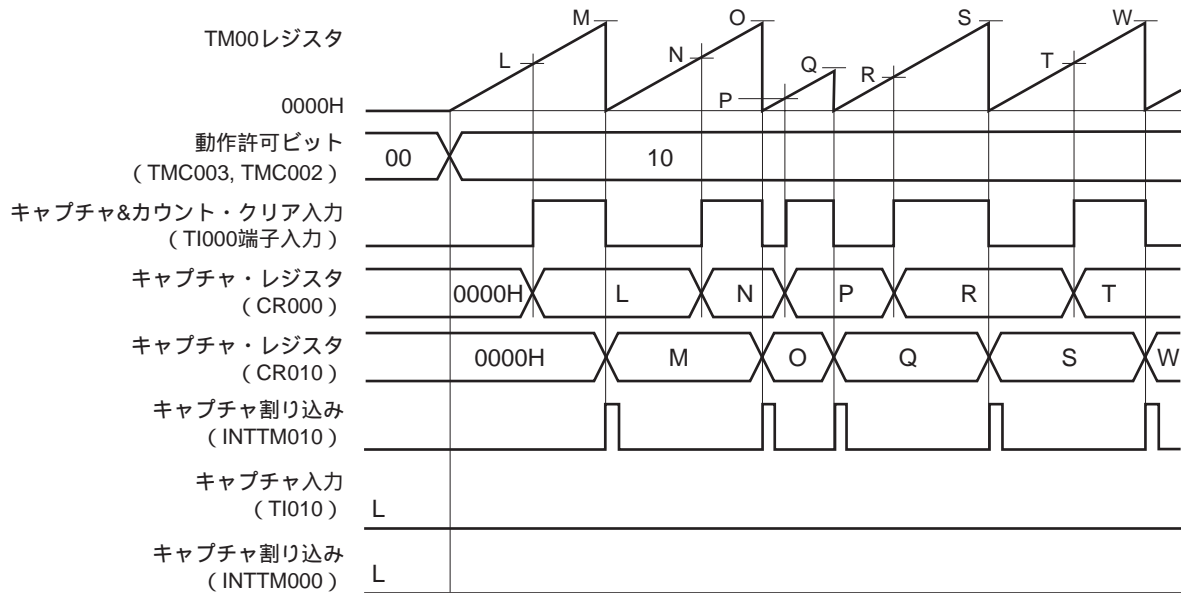 M O S W
L N Q R T
P
TM00レジスタ
0000H
動作許可ビット
(TMC003, TMC002)
00 10
キャプチャ&カウント・クリア入力
(TI000端子入力)
キャプチャ・レジスタ
(CR000)
0000H L N P R T
キャプチャ・レジスタ
(CR010)
0000H M O Q S W
キャプチャ割り込み
(INTTM010)
キャプチャ入力
(TI010)
L
キャプチャ割り込み
(INTTM000)
L